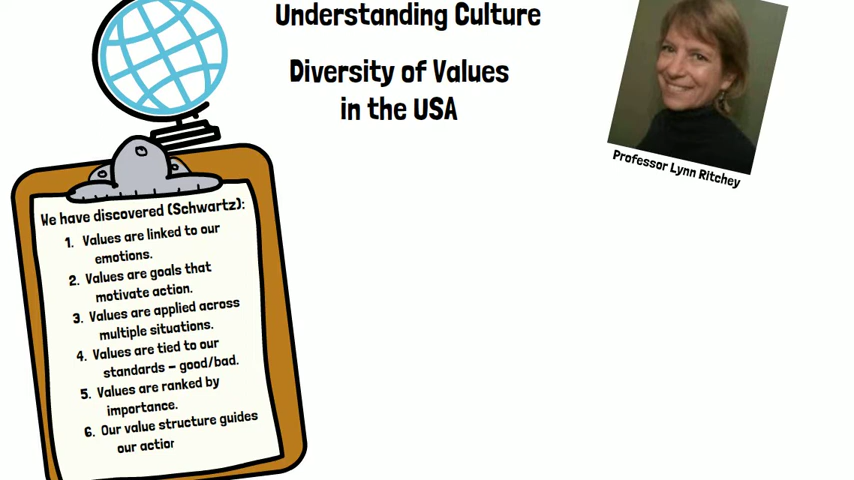 Understanding Culture
Diversity of Values
in the USA
Professor Lynn Ritchey
We have discovered (Schwartz):
1. Values are linked to our
emotions.
2. Values are goals that
motivate action.
3. Values are applied across
multiple situations.
4. Values are tied to our
standards – good/bad.
5. Values are ranked by
importance.
6. Our value structure guides
our action